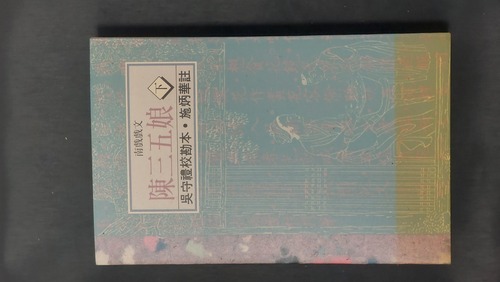 南戲戲文
陳三五娘 下
吳守禮校勘本・施炳華註